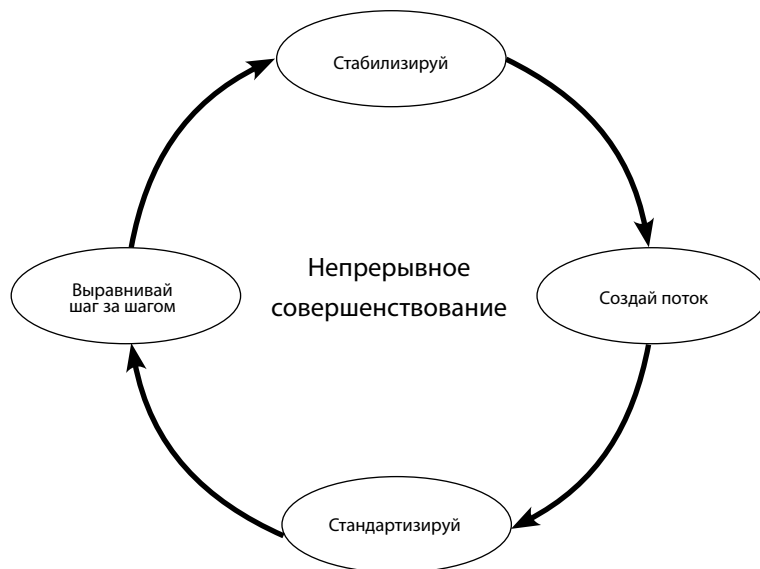 Стабилизируй
Создай поток
Стандартизируй
Выравнивай
шаг за шагом
Непрерывное
совершенствование